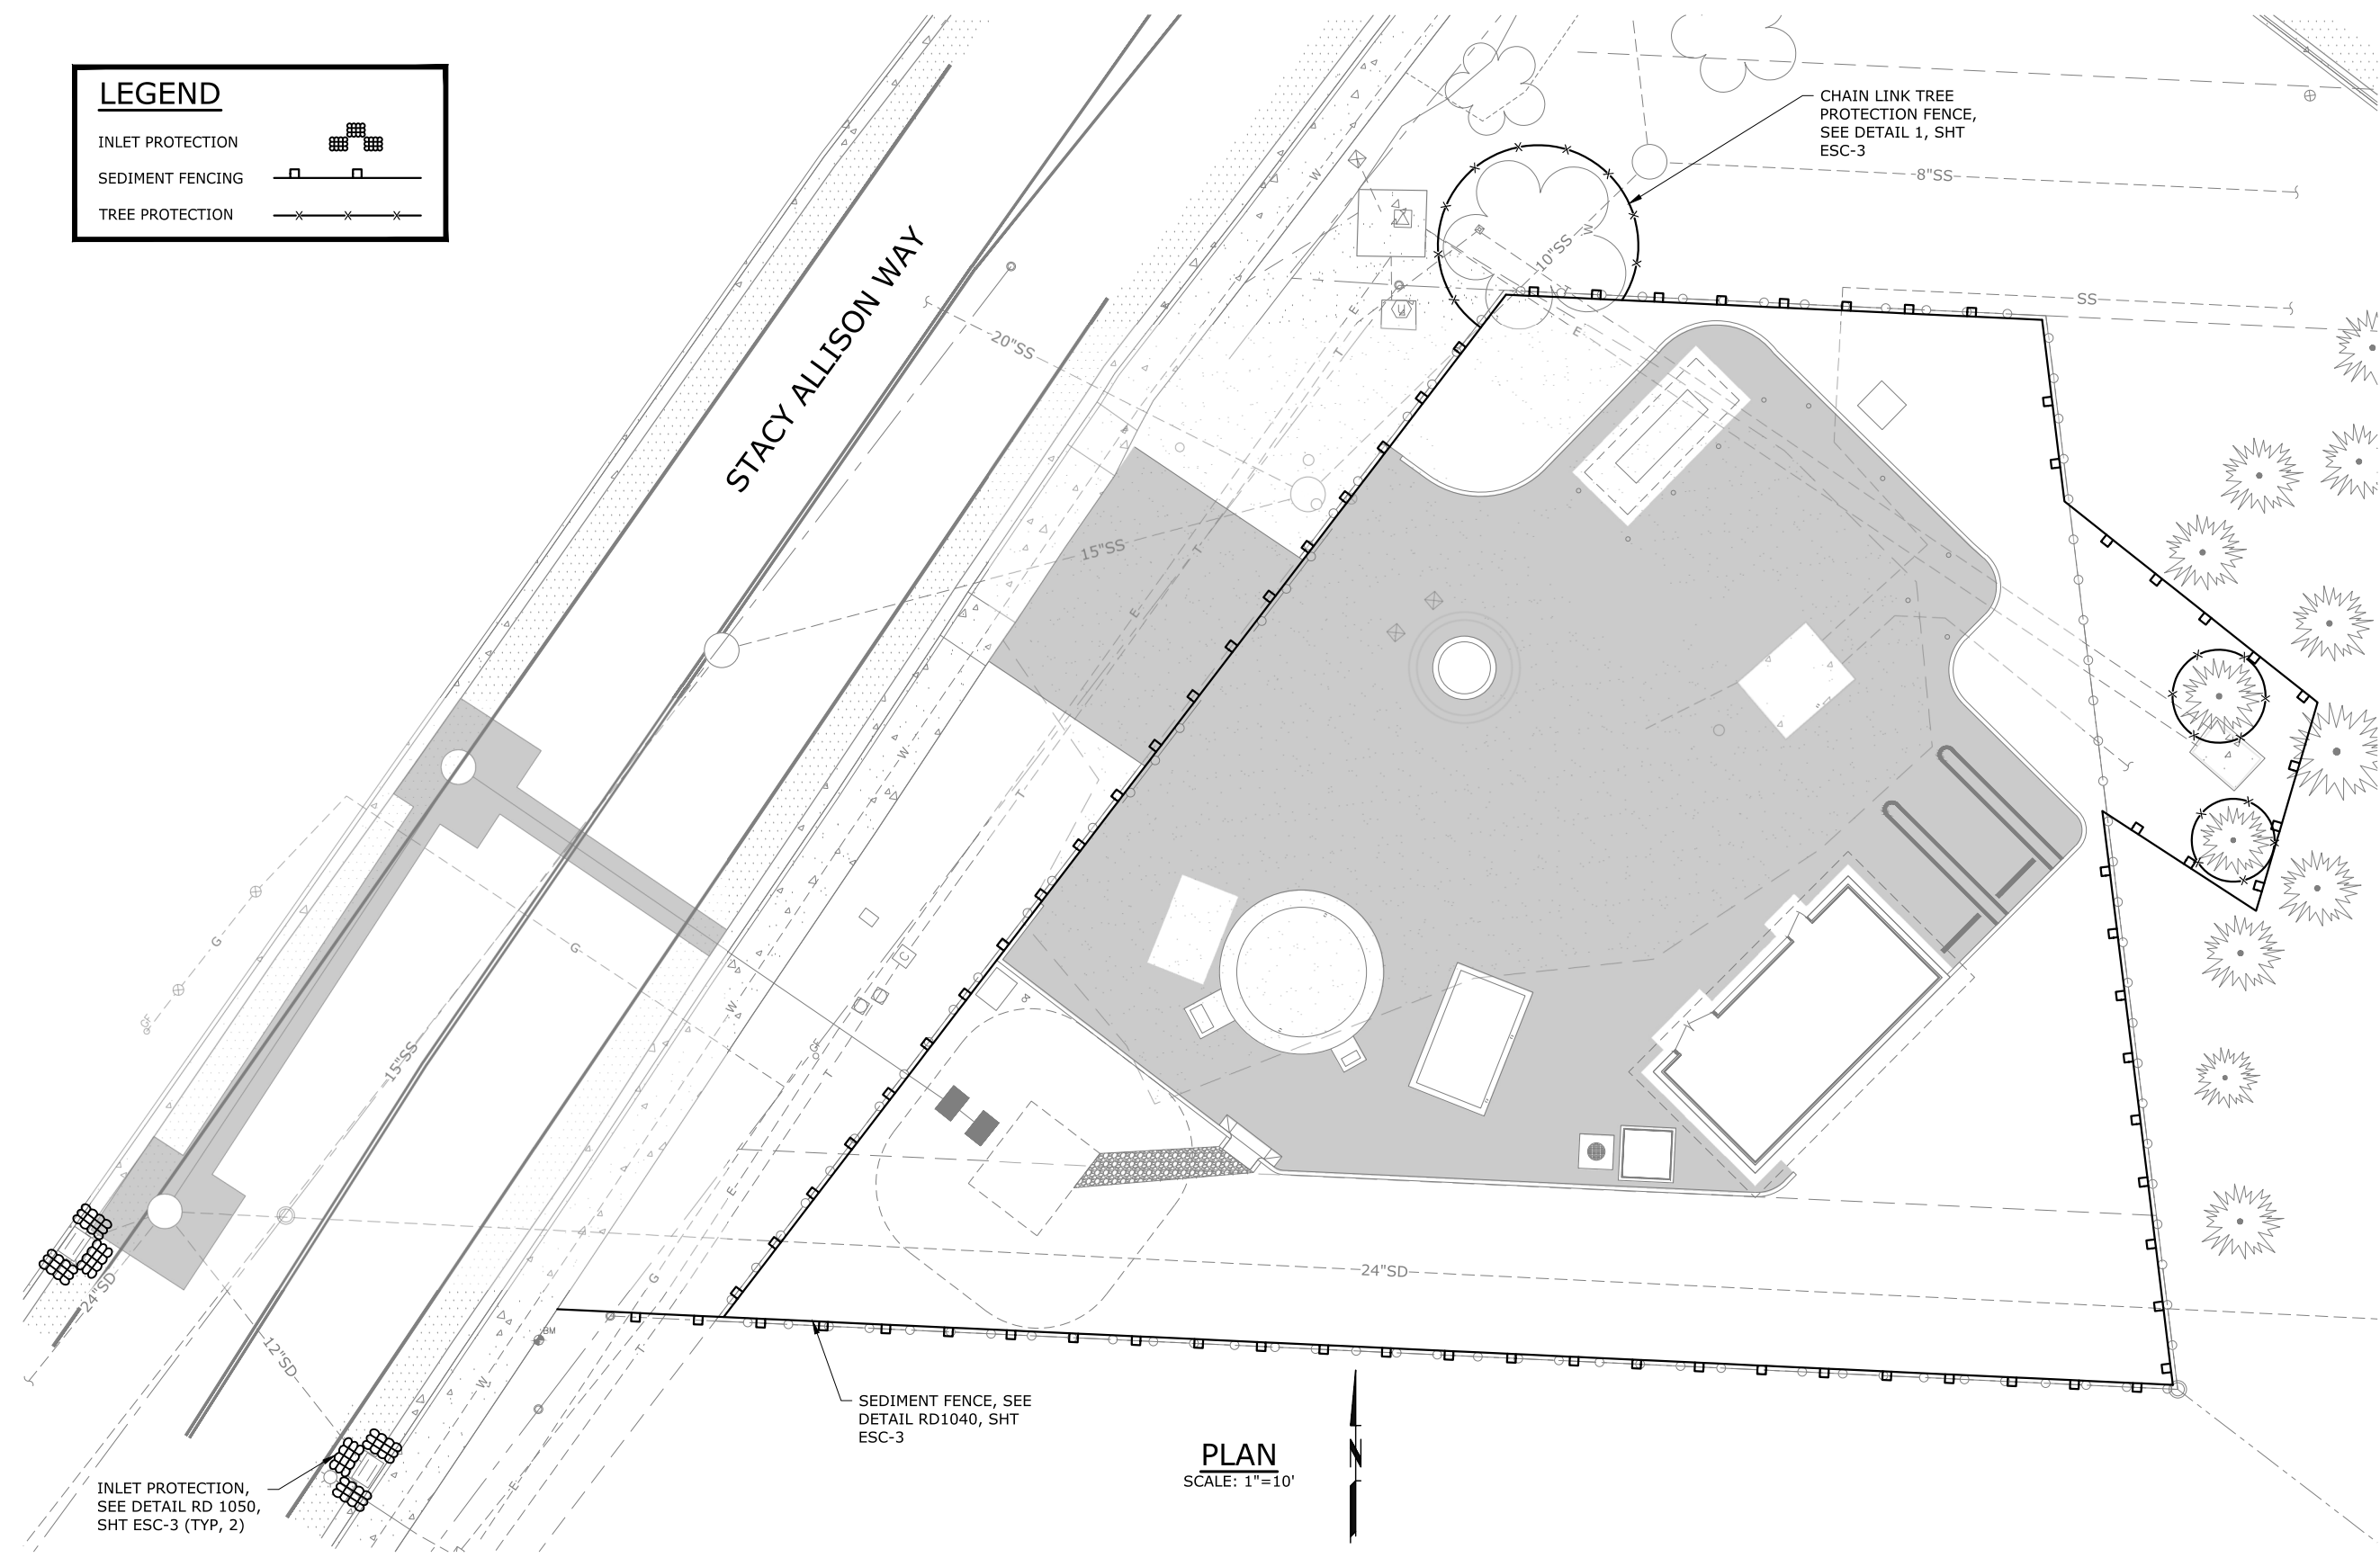 LEGEND
INLET PROTECTION
SEDIMENT FENCING
TREE PROTECTION
CHAIN LINK TREE
PROTECTION FENCE,
SEE DETAIL 1, SHT
ESC-3
STACY ALLISON WAY
8"SS
10"SS
W
W
SS
20"SS
E
T
E
15"SS
T
E
W
T
G
G
C
W
GF
GF
T
15"SS
E
G
24"SD
24"SD
BM
12"SD
T
W
E
SEDIMENT FENCE, SEE
DETAIL RD1040, SHT
ESC-3
PLAN
SCALE: 1"=10'
N
INLET PROTECTION,
SEE DETAIL RD 1050,
SHT ESC-3 (TYP, 2)